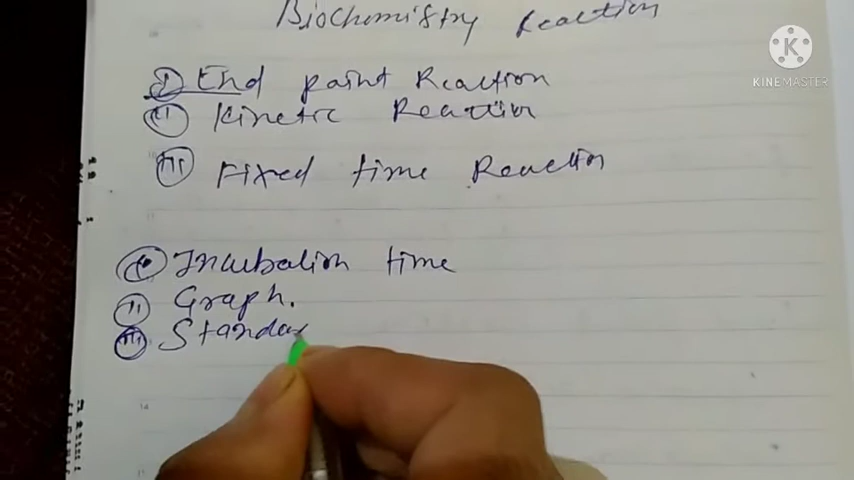 Biochemistry Reaction
KINEMASTER
I End point Reaction
II Kinetic Reaction
III Fixed time Reaction
Incubation time
II Graph.
III Standar
14